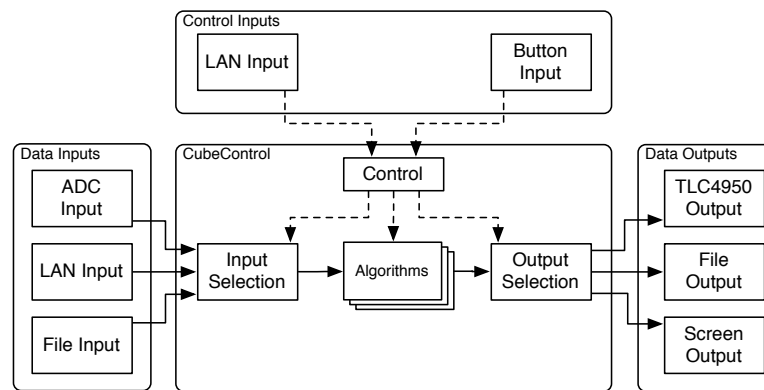 Control Inputs
LAN Input
Button
Input
Data Inputs
ADC
Input
LAN Input
File Input
CubeControl
Control
Input
Selection
Algorithms
Output
Selection
Data Outputs
TLC4950
Output
File
Output
Screen
Output